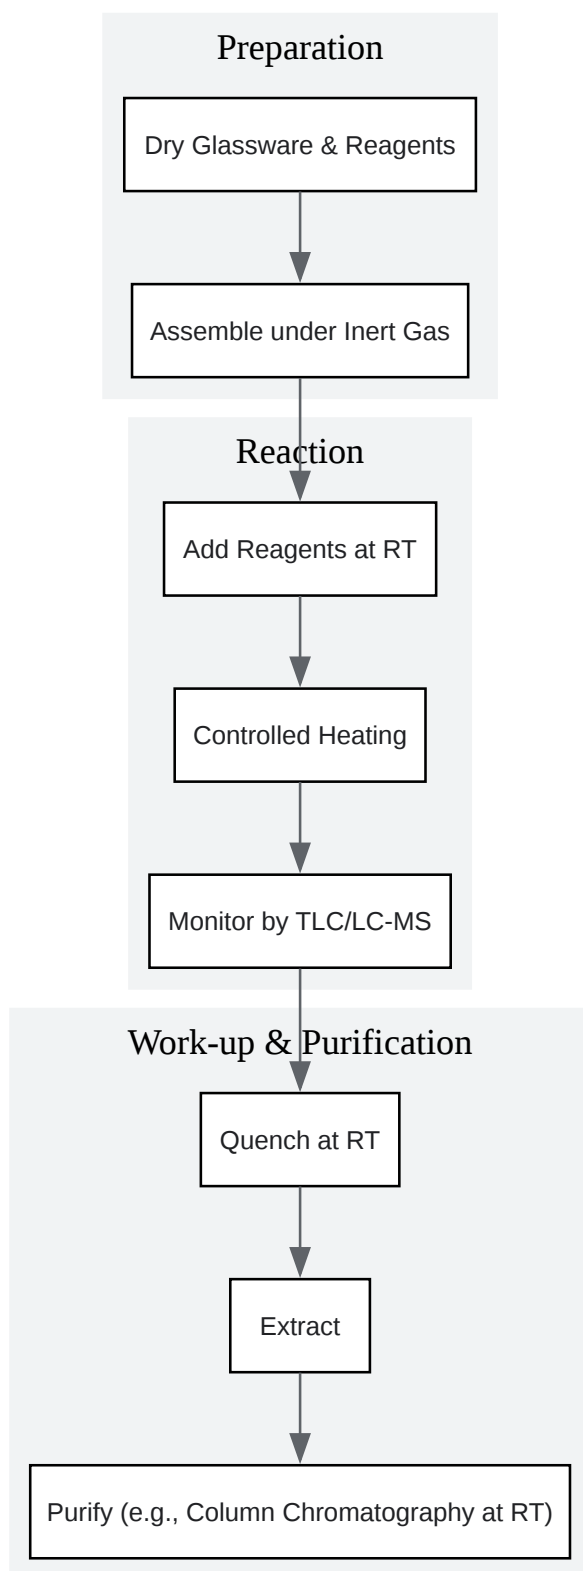 Preparation
Dry Glassware & Reagents
Assemble under Inert Gas
Reaction
Add Reagents at RT
Controlled Heating
Monitor by TLC/LC-MS
Work-up & Purification
Quench at RT
Extract
Purify (e.g., Column Chromatography at RT)